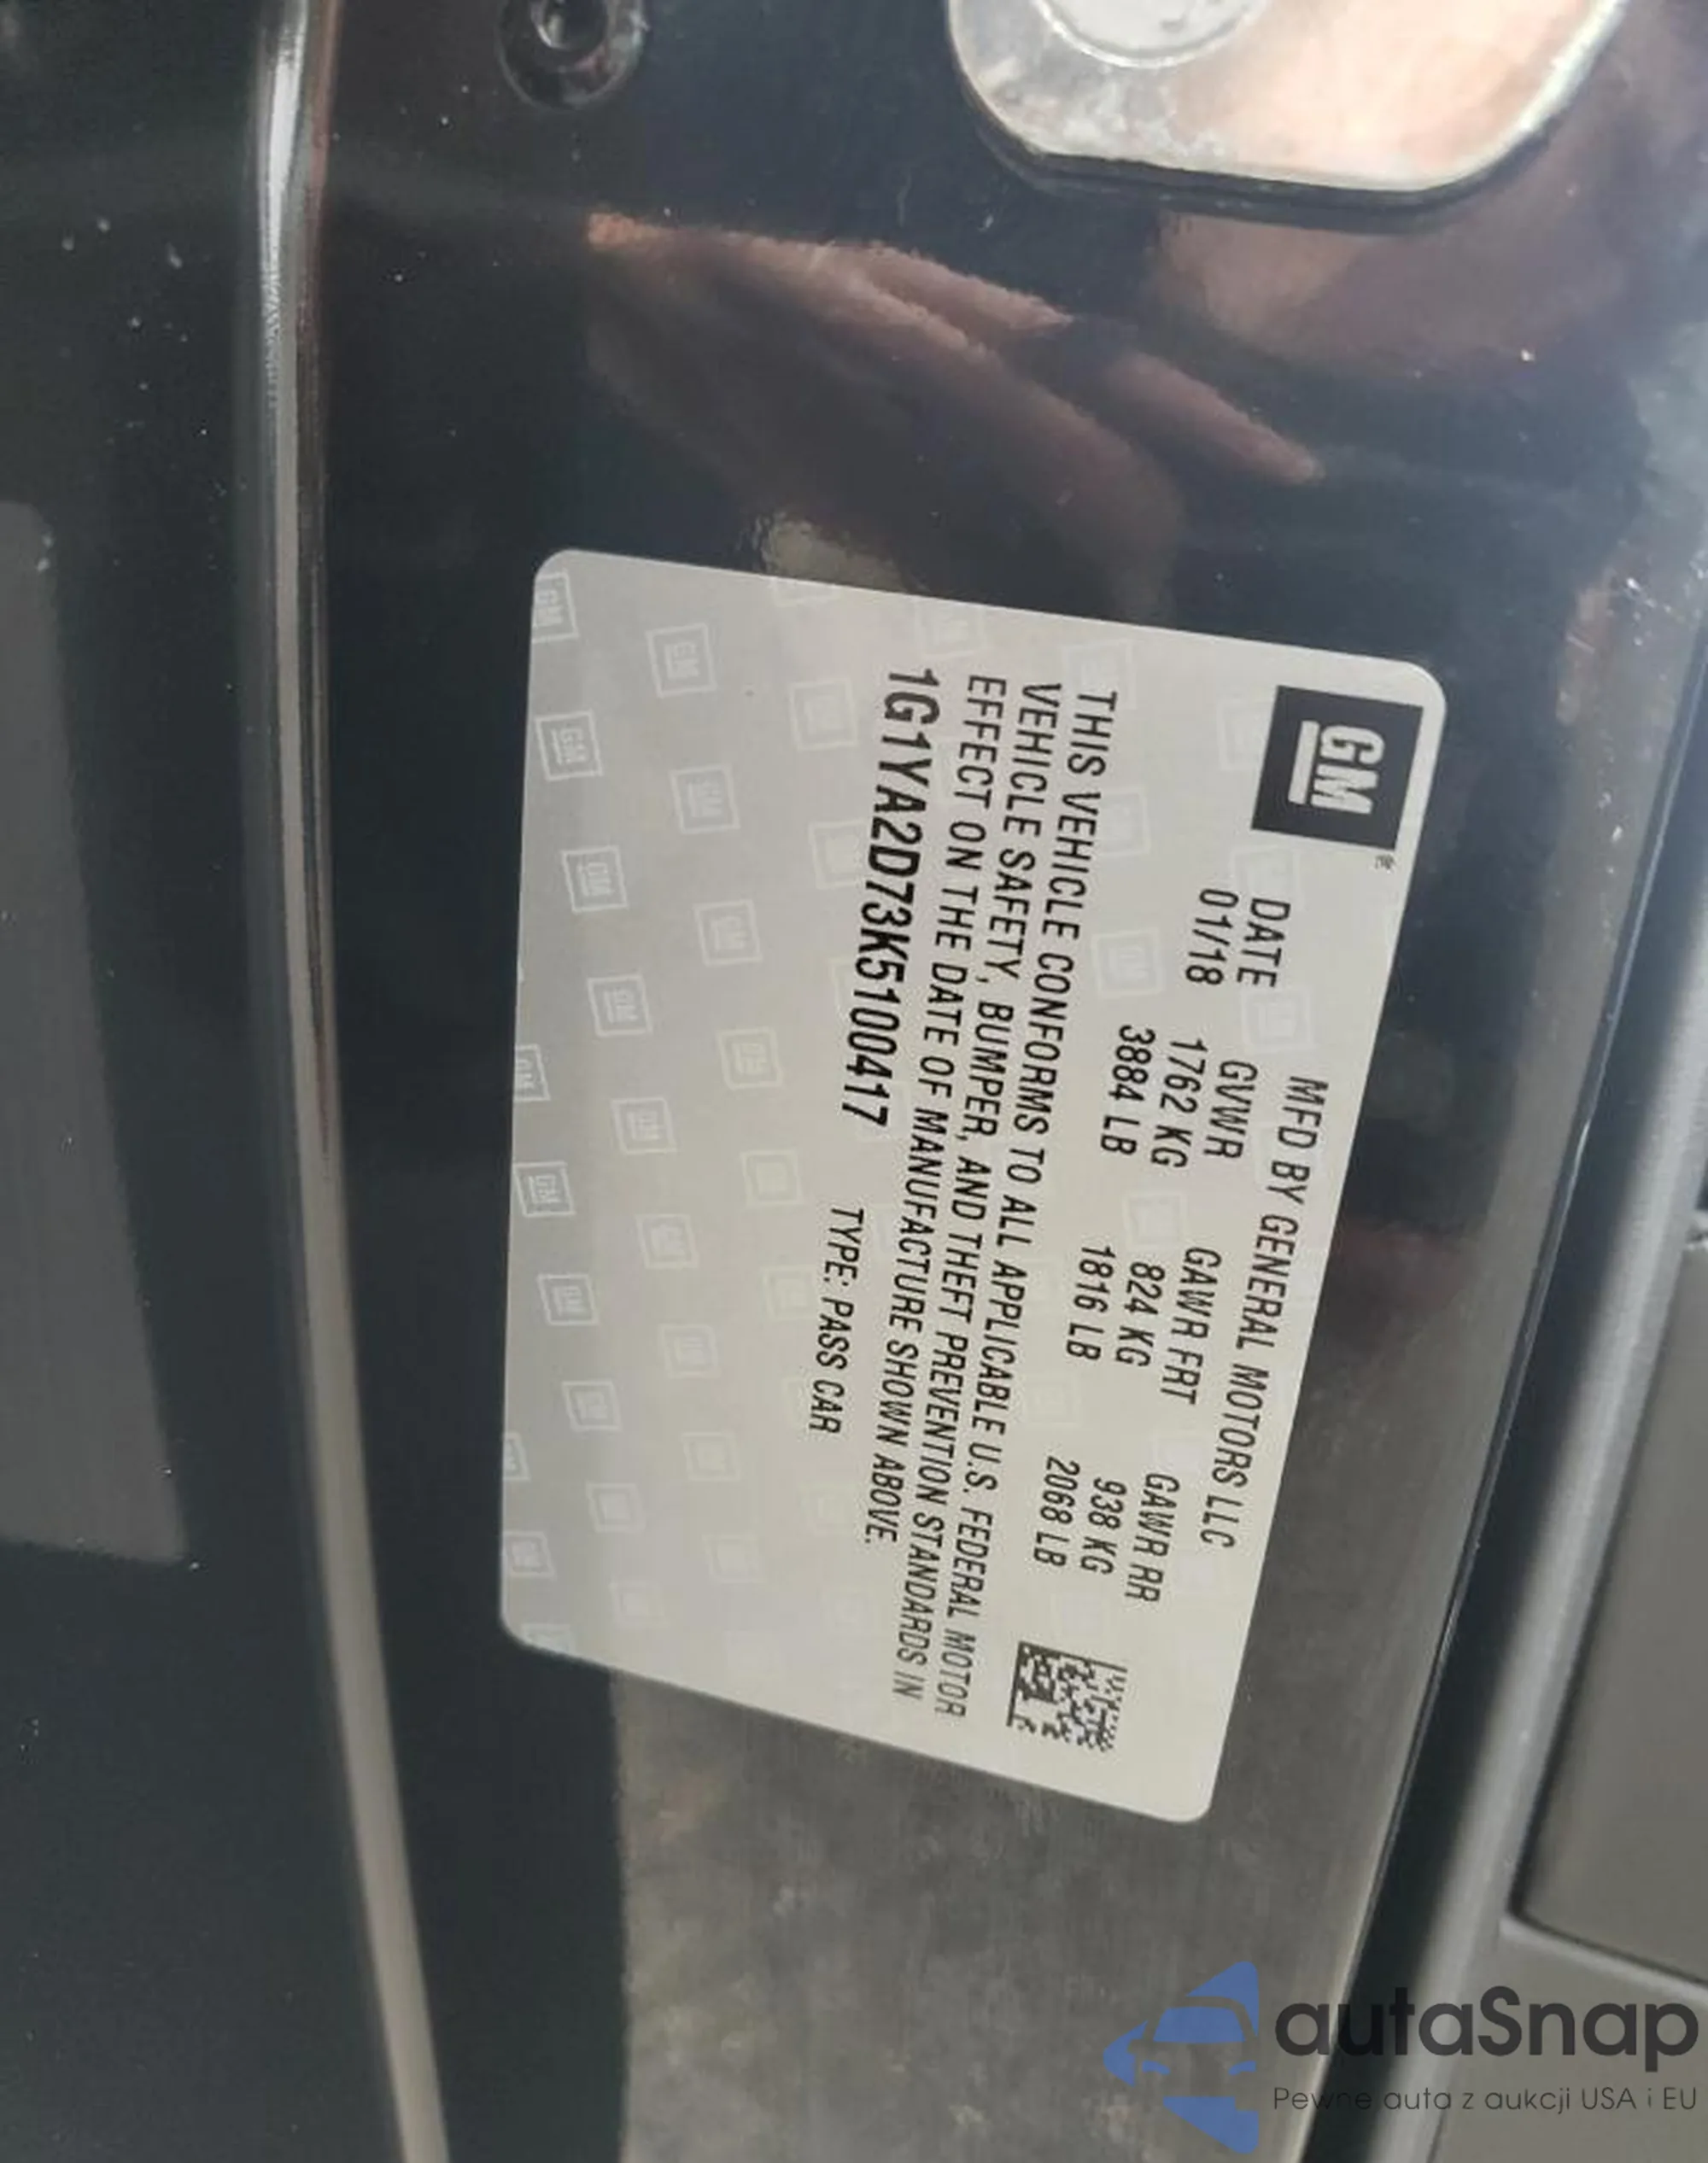 GM
MFD BY GENERAL MOTORS LLC
DATE GVWR GAWR FRT GAWR RR
01/18 1762 KG 824 KG 938 KG
3884 LB 1816 LB 2068 LB
THIS VEHICLE CONFORMS TO ALL APPLICABLE U.S. FEDERAL MOTOR
VEHICLE SAFETY, BUMPER, AND THEFT PREVENTION STANDARDS IN
EFFECT ON THE DATE OF MANUFACTURE SHOWN ABOVE.
1G1YA2D73K5100417 TYPE: PASS CAR
autaSnap
Pewne auta z aukcji USA i EU